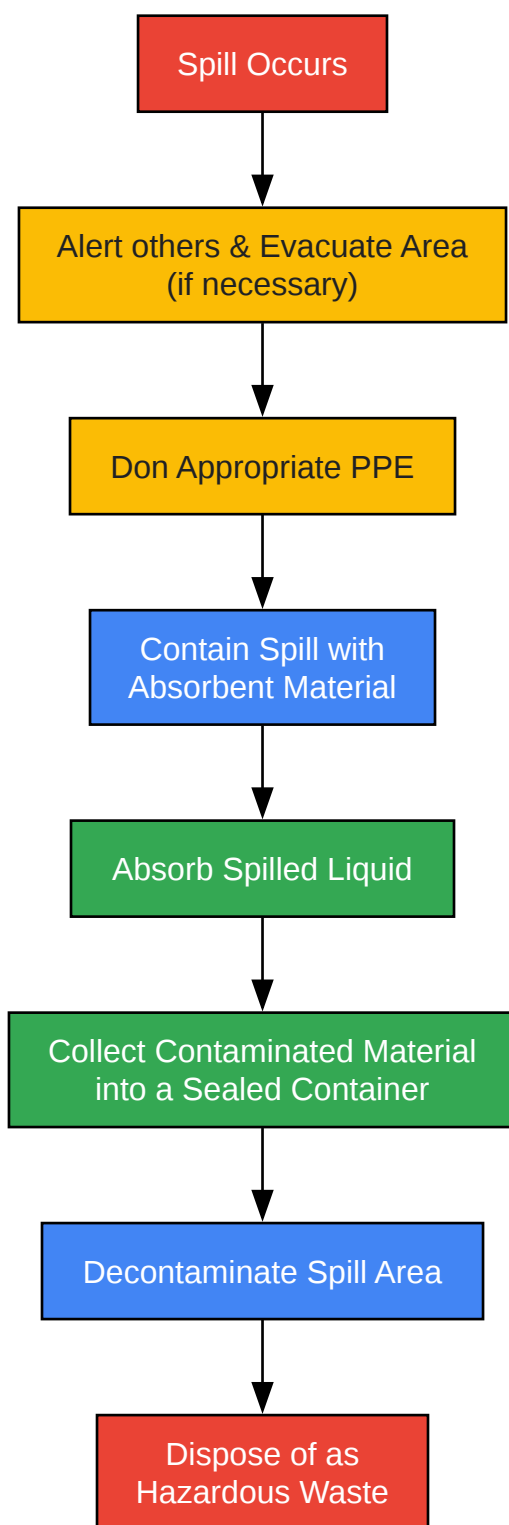 Spill Occurs
Alert others & Evacuate Area
(if necessary)
Don Appropriate PPE
Contain Spill with
Absorbent Material
Absorb Spilled Liquid
Collect Contaminated Material
into a Sealed Container
Decontaminate Spill Area
Dispose of as
Hazardous Waste